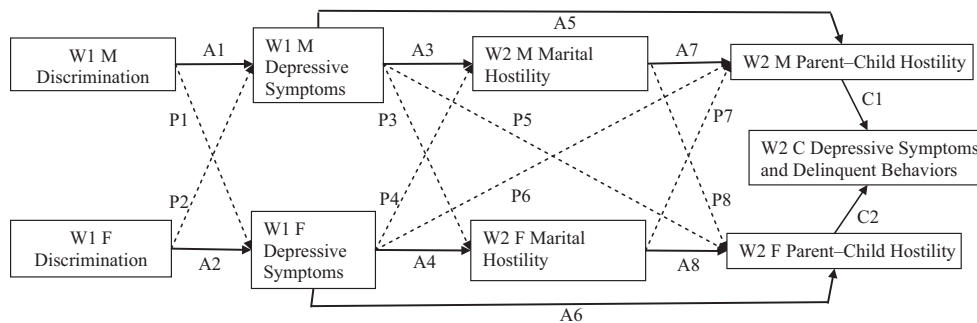 A5
W1 M
Discrimination
A1
W1 M
Depressive
Symptoms
A3
W2 M Marital
Hostility
A7
W2 M Parent–Child Hostility
P1
P3
P5
P7
C1
W2 C Depressive Symptoms
and Delinquent Behaviors
P2
P4
P6
P8
C2
W1 F
Discrimination
A2
W1 F
Depressive
Symptoms
A4
W2 F Marital
Hostility
A8
W2 F Parent–Child Hostility
A6